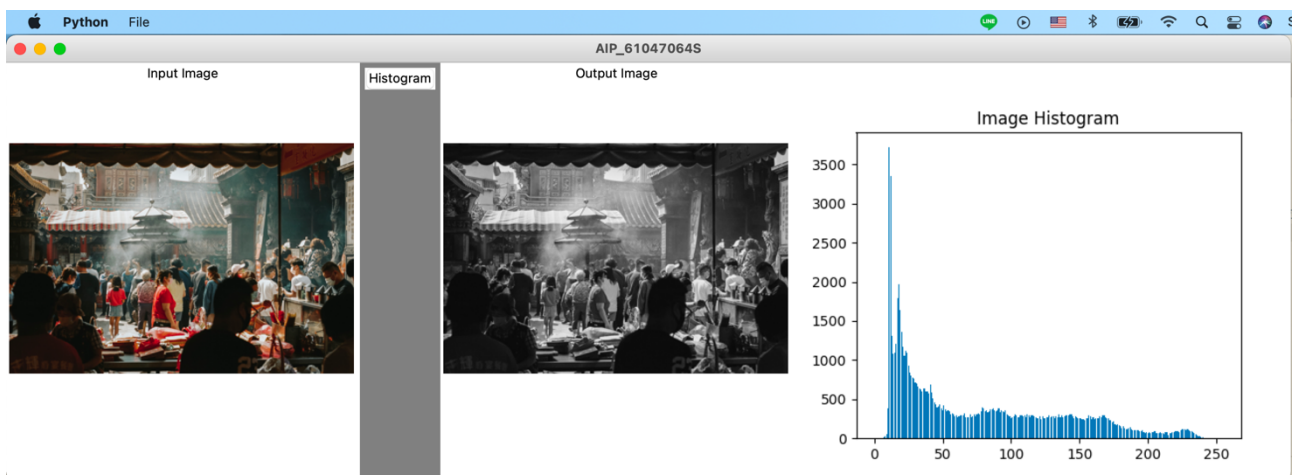 Python File
LINE
AIP_61047064S
Input Image
Histogram
Output Image
Image Histogram
3500
3000
2500
2000
1500
1000
500
0
0 50 100 150 200 250